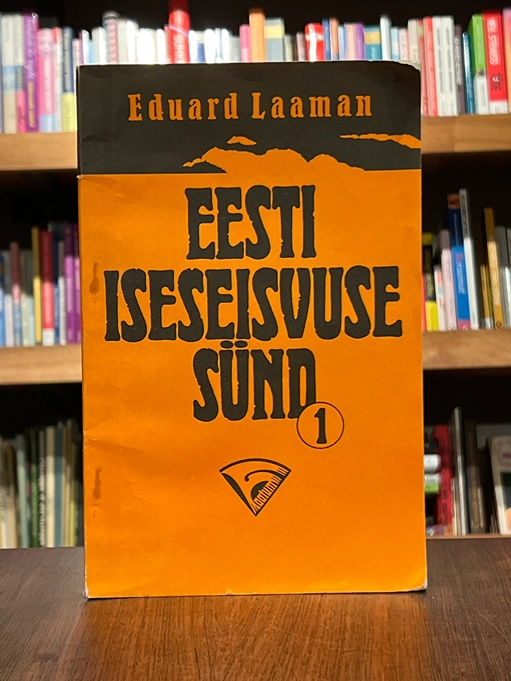 Eduard Laaman
EESTI
ISESEISVUSE
SÜND
1